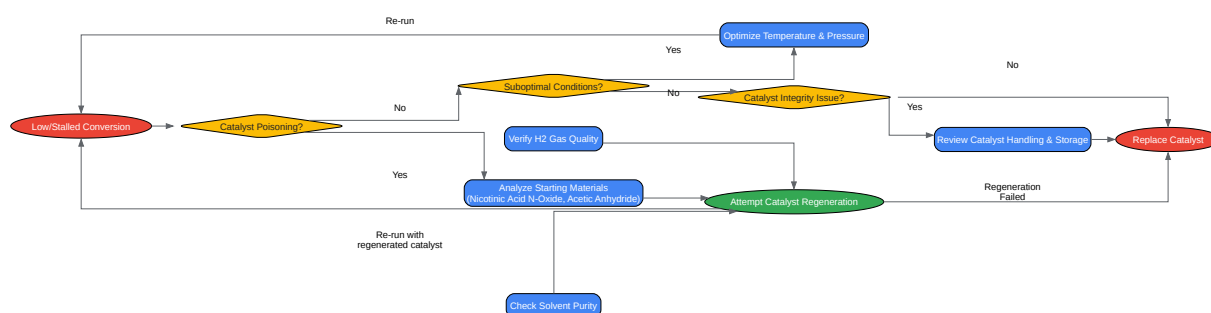 Re-run
Optimize Temperature & Pressure
Yes
No
Suboptimal Conditions?
No
Catalyst Integrity Issue?
No
Yes
Low/Stalled Conversion
Catalyst Poisoning?
Verify H2 Gas Quality
Review Catalyst Handling & Storage
Replace Catalyst
Yes
Analyze Starting Materials
(Nicotinic Acid N-Oxide, Acetic Anhydride)
Attempt Catalyst Regeneration
Regeneration
Failed
Re-run with
regenerated catalyst
Check Solvent Purity